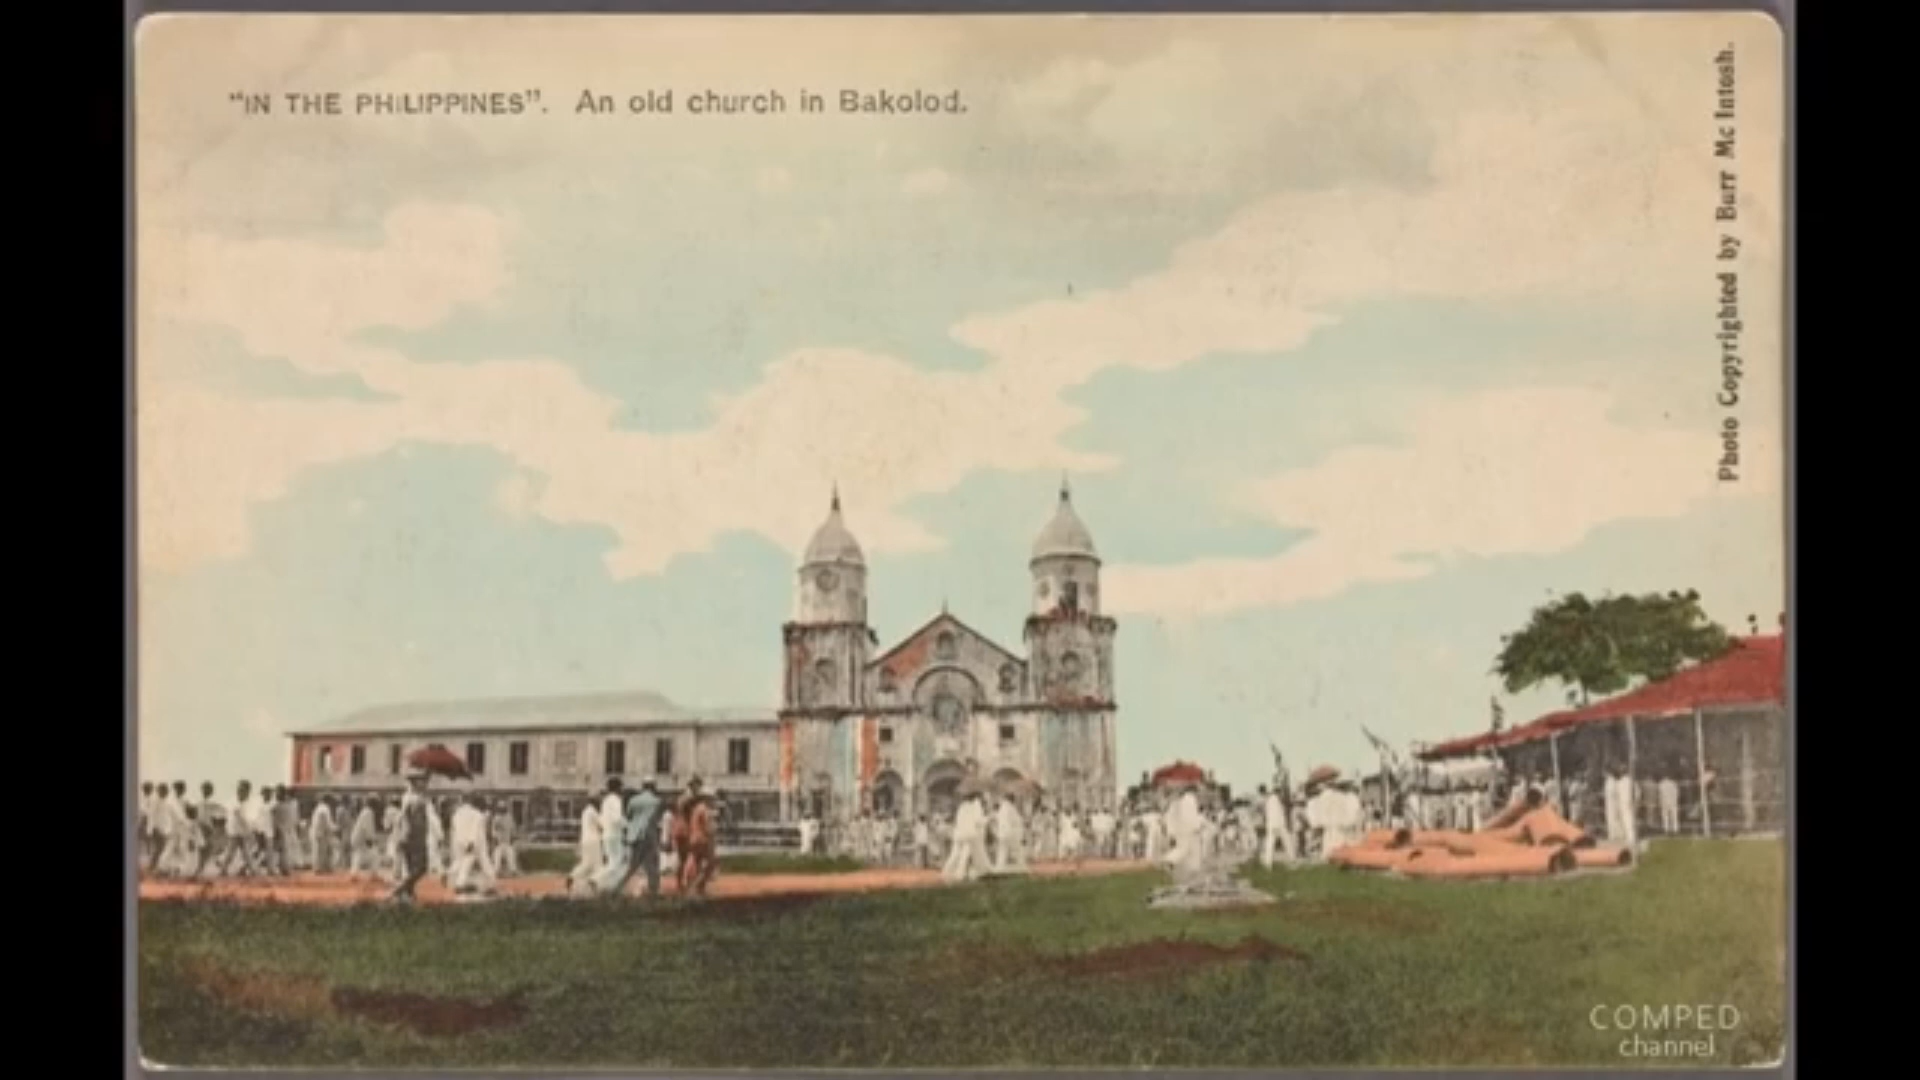 "IN THE PHILIPPINES". An old church in Bakolod.
Photo Copyrighted by Burr Mc Intosh.
COMPED
channel